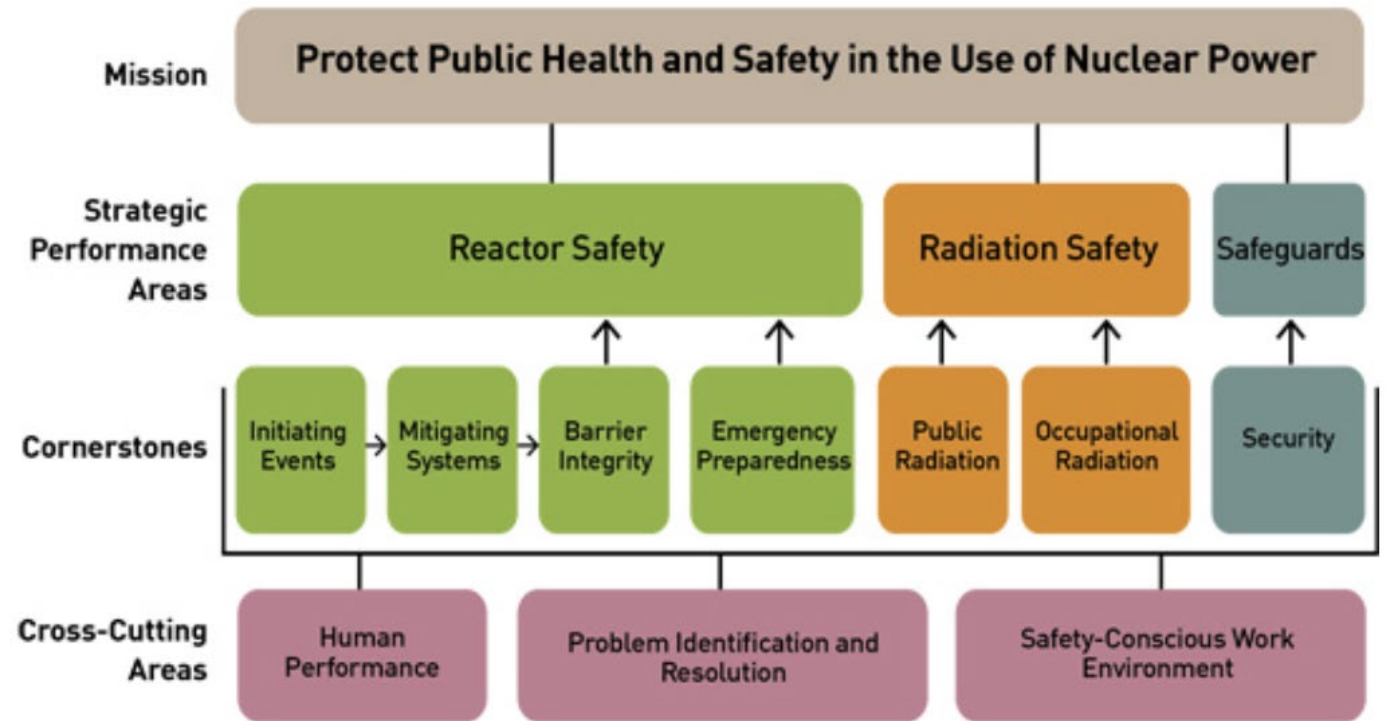 Mission
Protect Public Health and Safety in the Use of Nuclear Power
Strategic
Performance
Areas
Reactor Safety
Radiation Safety
Safeguards
Cornerstones
Initiating
Events
Mitigating
Systems
Barrier
Integrity
Emergency
Preparedness
Public
Radiation
Occupational
Radiation
Security
Cross-Cutting
Areas
Human
Performance
Problem Identification and
Resolution
Safety-Conscious Work
Environment